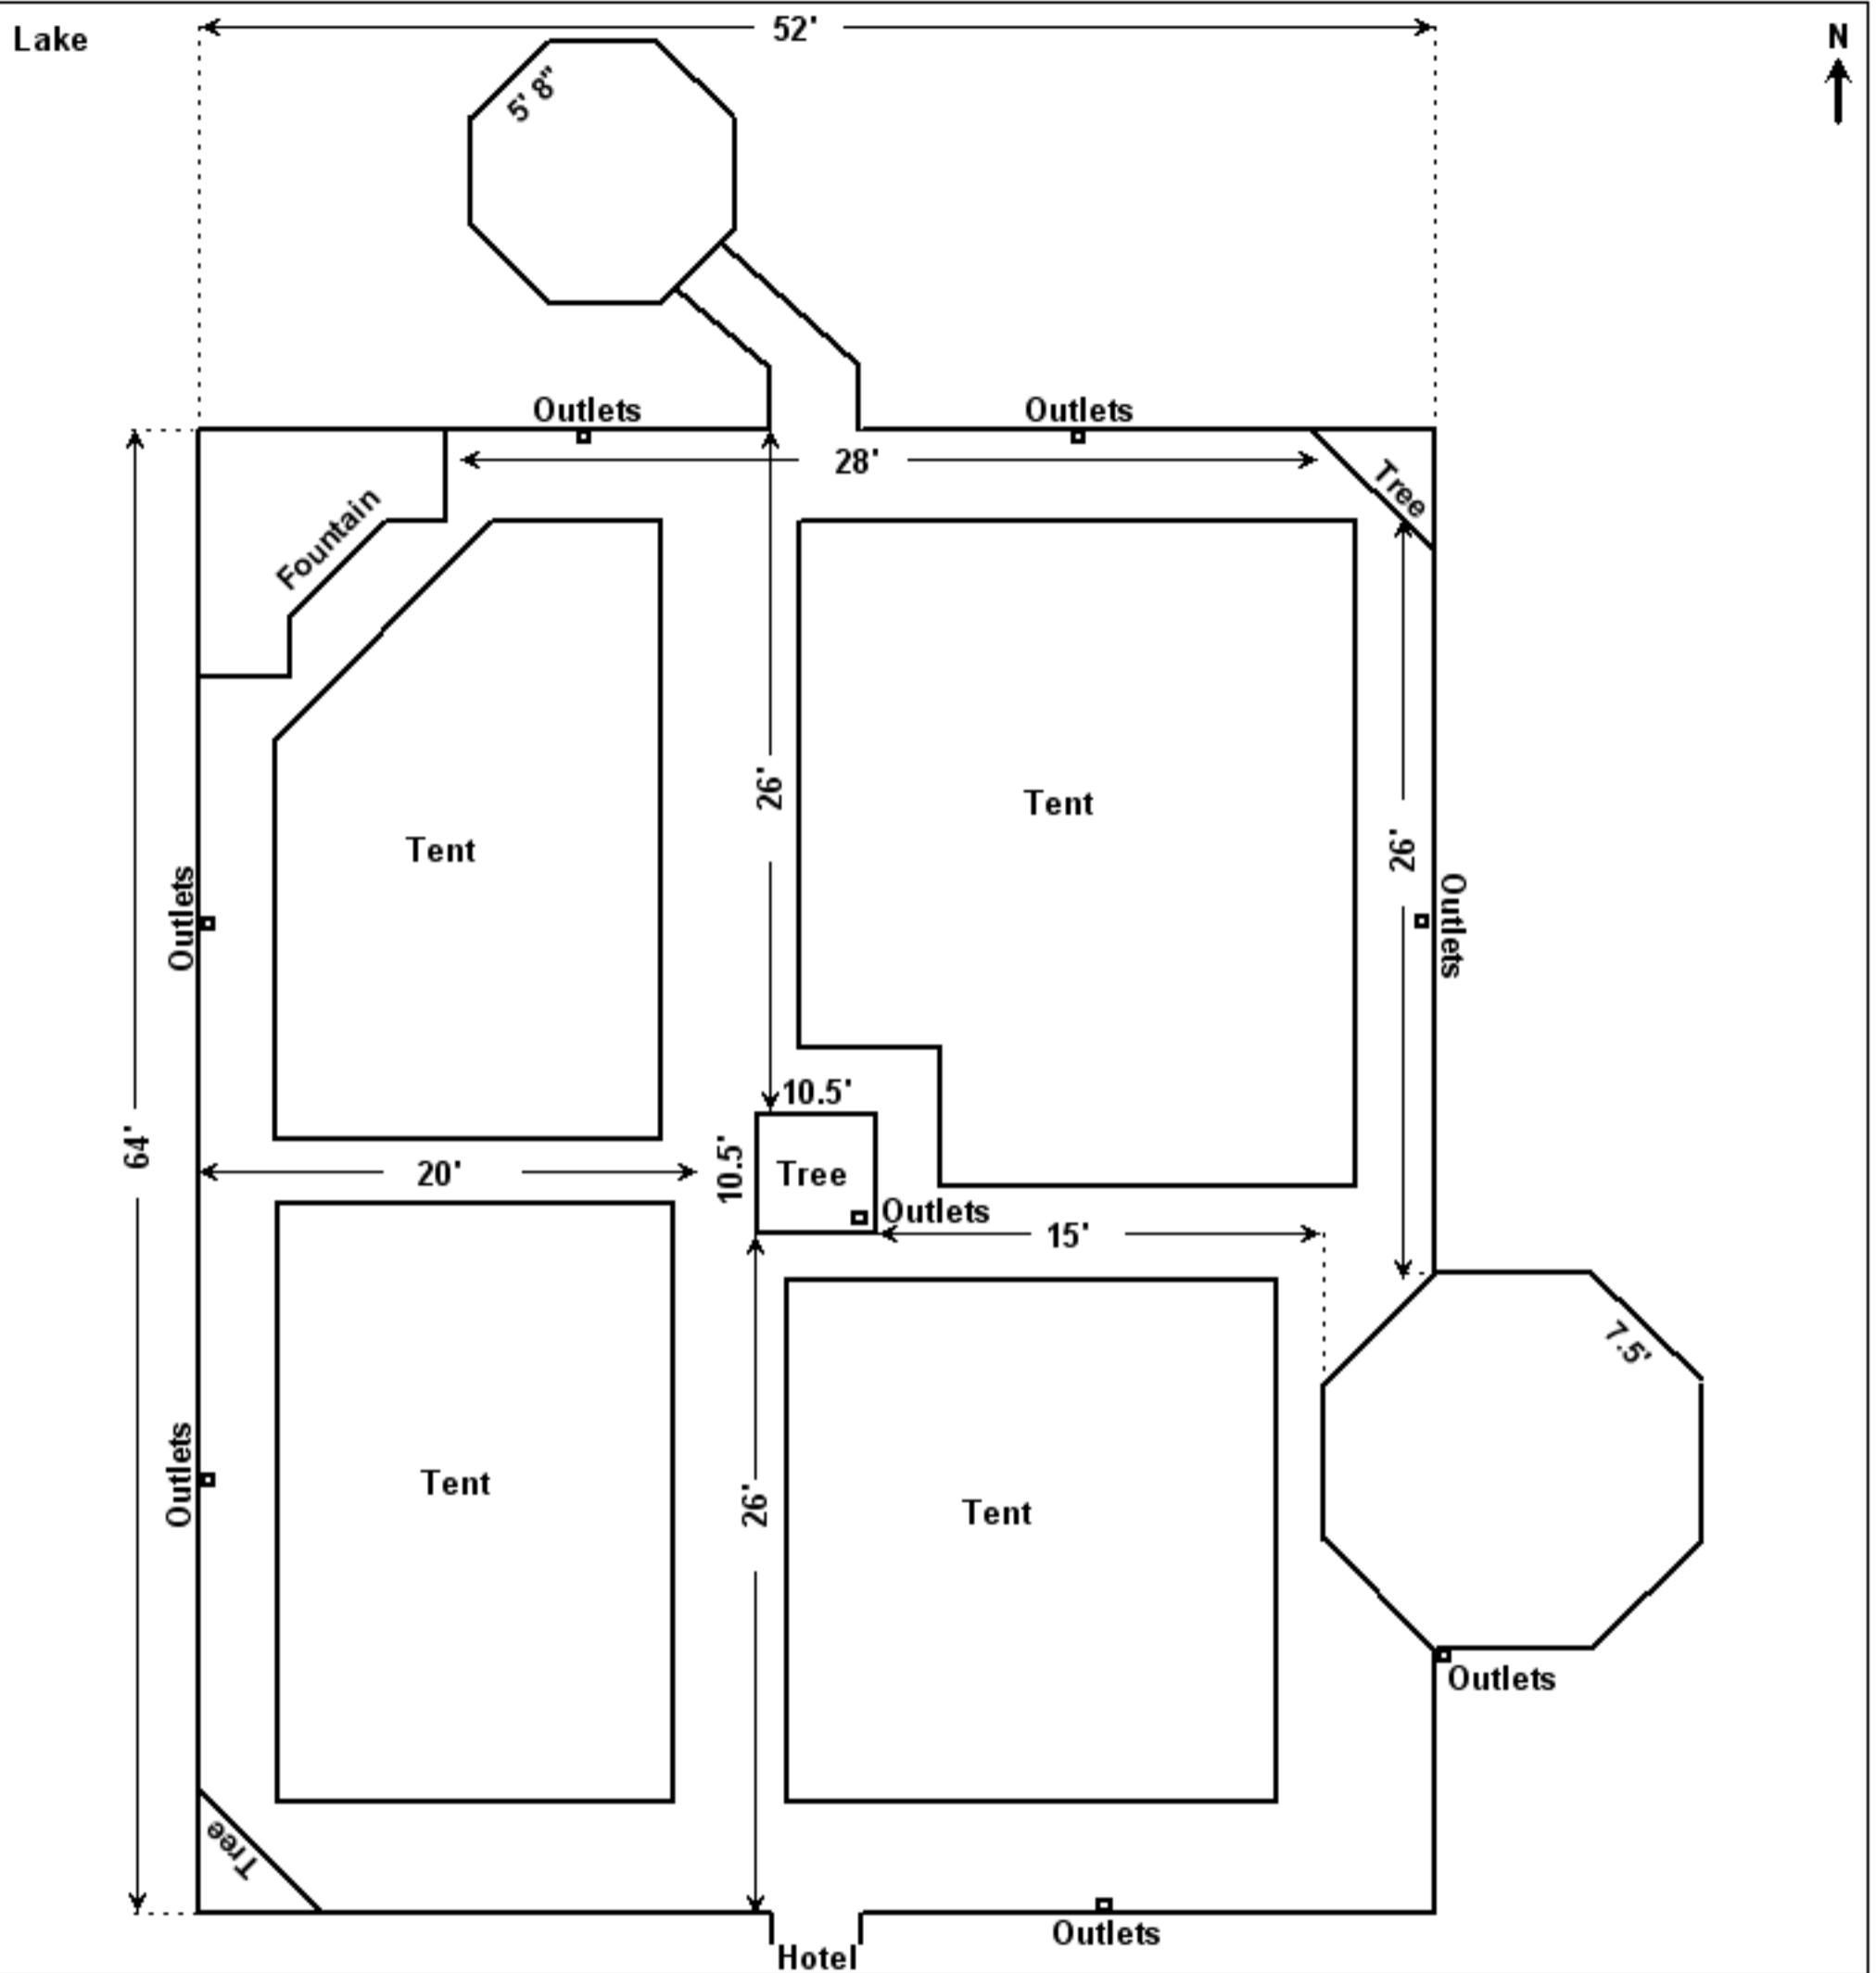 52'
Lake
N
5' 8"
Outlets
Outlets
28'
Tree
Fountain
26'
Tent
Tent
26'
Outlets
Outlets
10.5'
10.5'
64'
20'
Tree
Outlets
15'
7.5'
Tent
26'
Tent
Outlets
Outlets
Tree
Outlets
Hotel